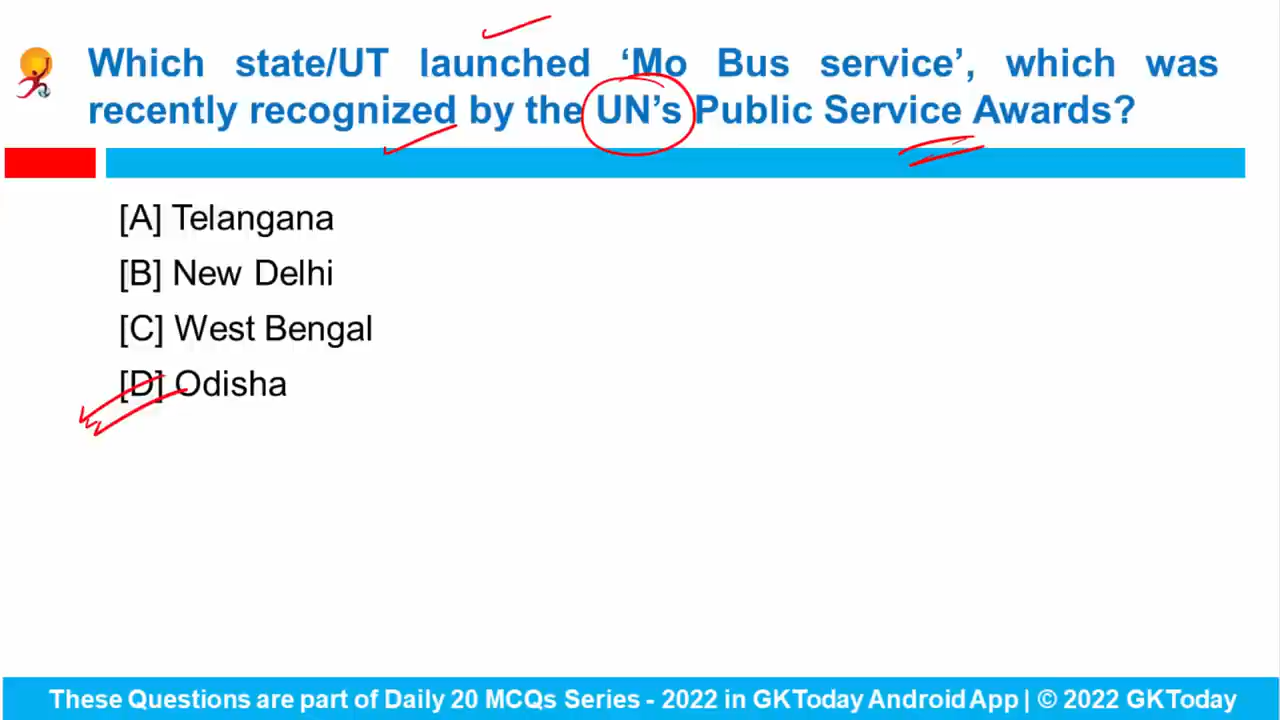 Which state/UT launched ‘Mo Bus service’, which was
recently recognized by the UN’s Public Service Awards?
[A] Telangana
[B] New Delhi
[C] West Bengal
[D] Odisha
These Questions are part of Daily 20 MCQs Series - 2022 in GKToday Android App | © 2022 GKToday